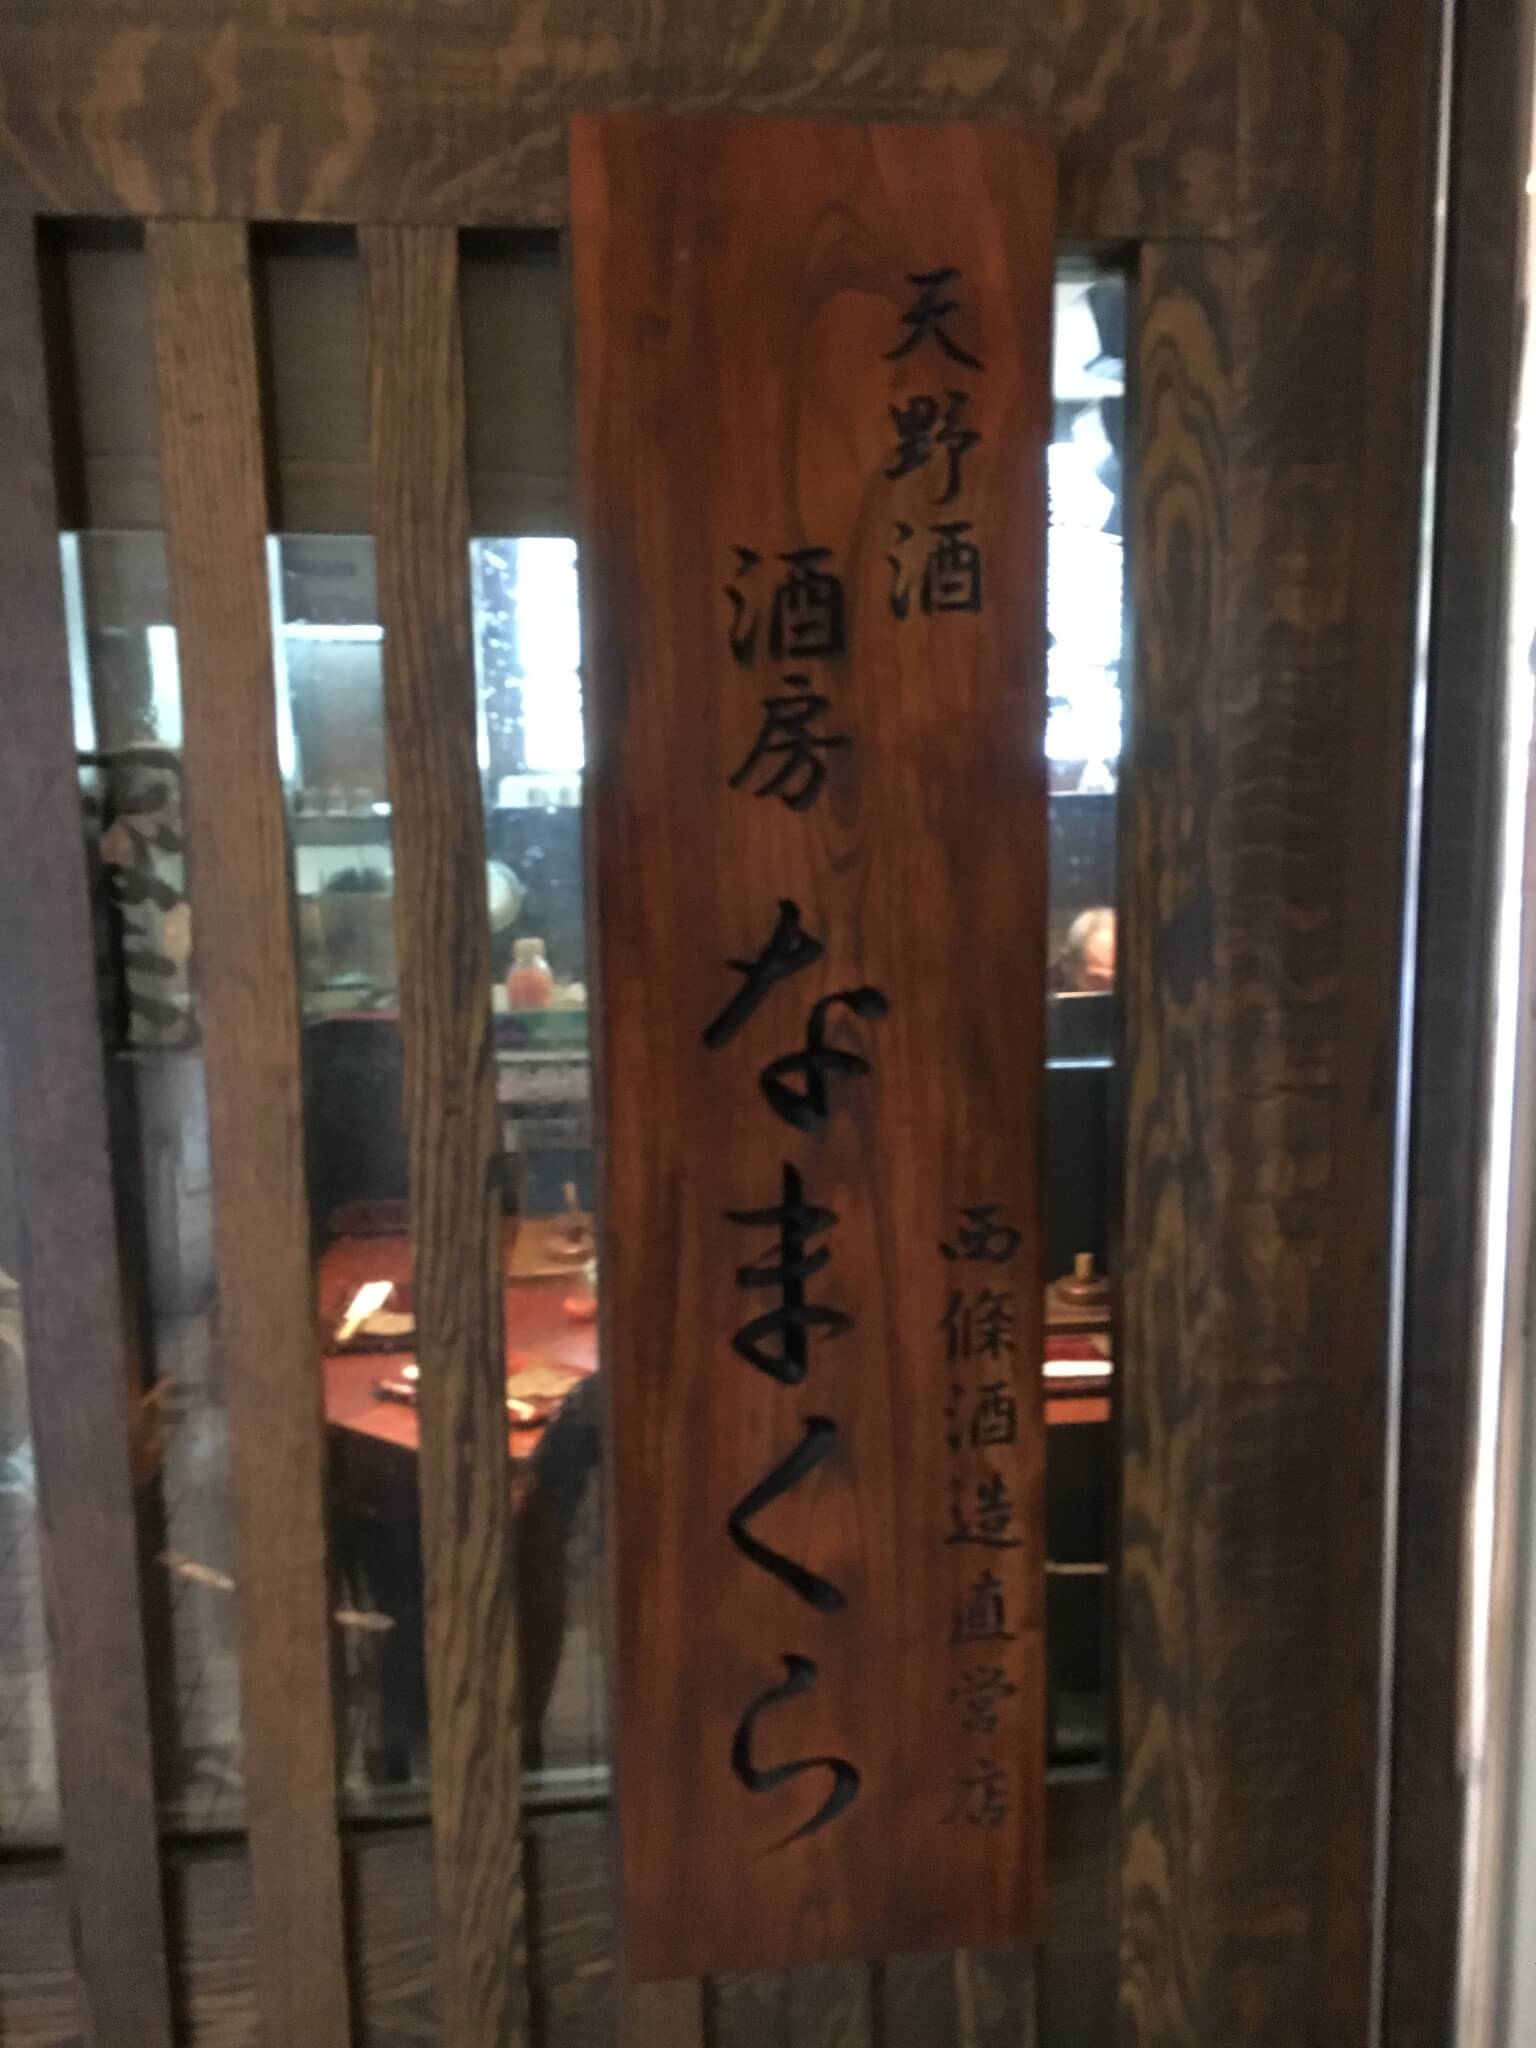 天野酒
西條酒造直営店
酒房 なまくら